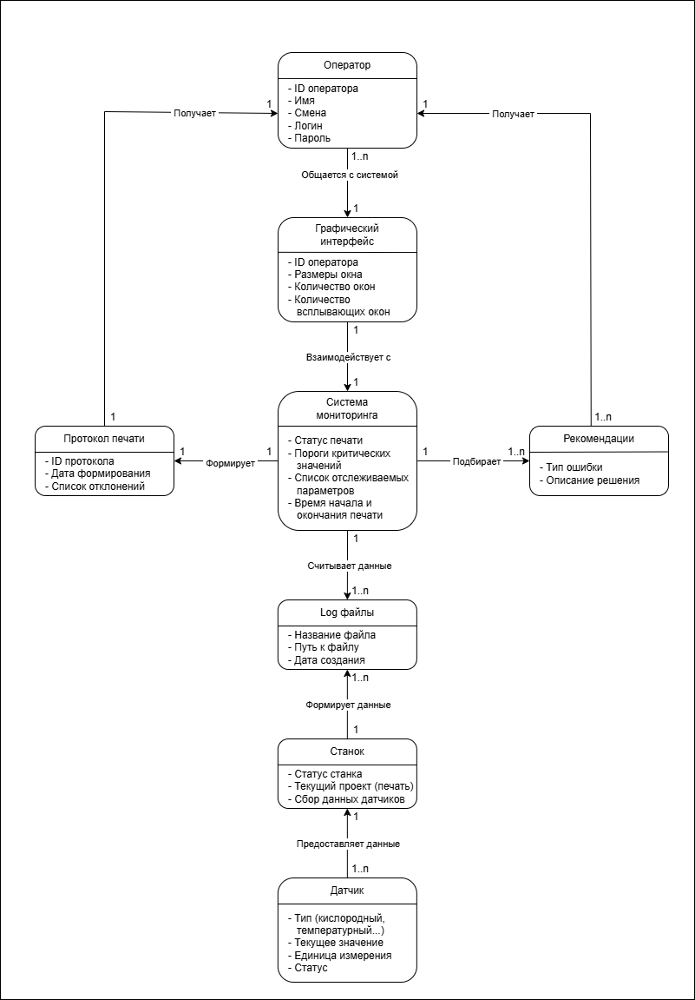 Оператор
- ID оператора
- Имя
- Смена
- Логин
- Пароль
1
Получает
1
Получает
1..n
Общается с системой
1
Графический
интерфейс
- ID оператора
- Размеры окна
- Количество окон
- Количество
всплывающих окон
1
Взаимодействует с
1
Система
мониторинга
- Статус печати
- Пороги критических
значений
- Список отслеживаемых
параметров
- Время начала и
окончания печати
1
Протокол печати
- ID протокола
- Дата формирования
- Список отклонений
1
Формирует
1
1
Подбирает
1..n
1..n
Рекомендации
- Тип ошибки
- Описание решения
1
Считывает данные
1..n
Log файлы
- Название файла
- Путь к файлу
- Дата создания
1..n
Формирует данные
1
Станок
- Статус станка
- Текущий проект (печать)
- Сбор данных датчиков
1
Предоставляет данные
1..n
Датчик
- Тип (кислородный,
температурный...)
- Текущее значение
- Единица измерения
- Статус